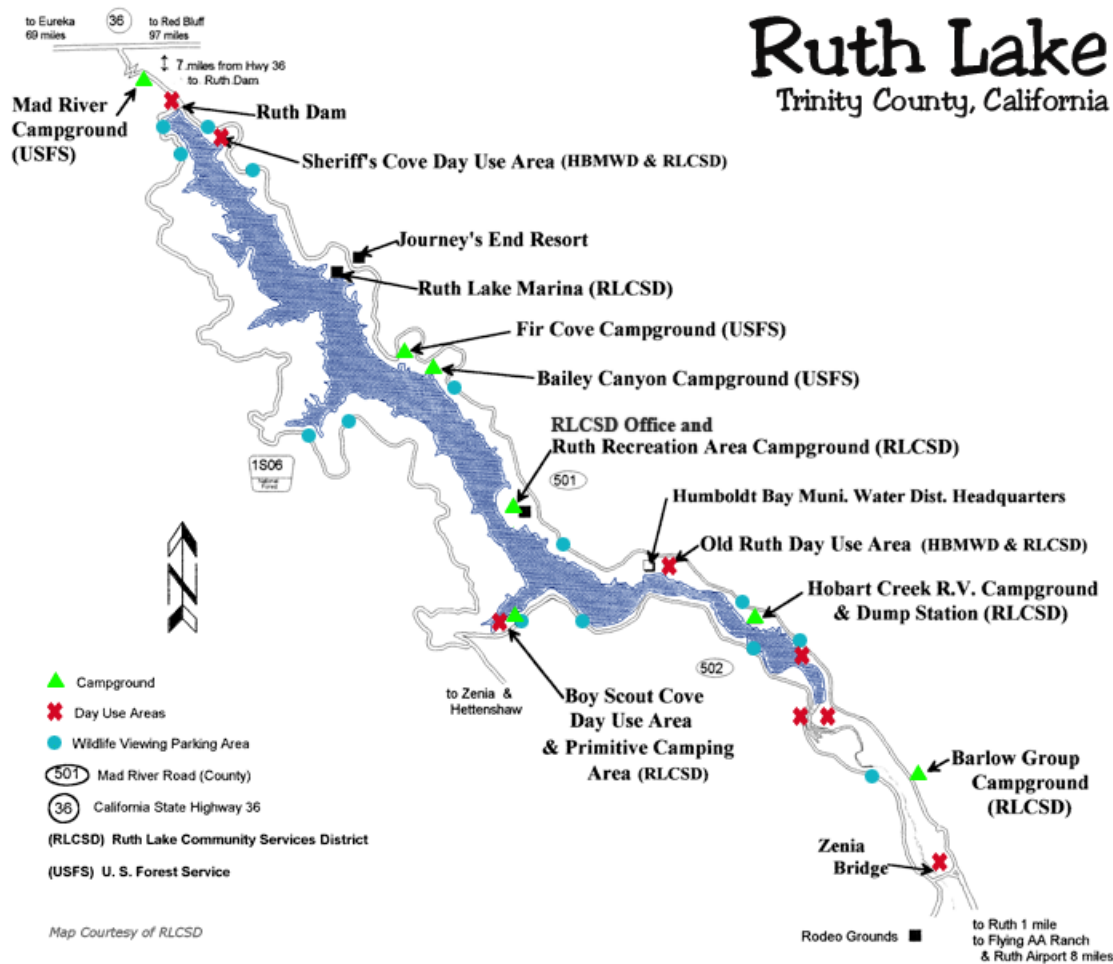 Ruth Lake
Trinity County, California
to Eureka
69 miles
36
to Red Bluff
97 miles
7 miles from Hwy 36
to Ruth Dam
Mad River
Campground
(USFS)
Ruth Dam
Sheriff's Cove Day Use Area (HBMWD & RLCSD)
Journey's End Resort
Ruth Lake Marina (RLCSD)
Fir Cove Campground (USFS)
Bailey Canyon Campground (USFS)
RLCSD Office and
Ruth Recreation Area Campground (RLCSD)
1S06
National
Forest
501
Humboldt Bay Muni. Water Dist. Headquarters
Old Ruth Day Use Area (HBMWD & RLCSD)
Hobart Creek R.V. Campground
& Dump Station (RLCSD)
N
502
to Zenia &
Hettenshaw
Boy Scout Cove
Day Use Area
& Primitive Camping
Area (RLCSD)
Barlow Group
Campground
(RLCSD)
Zenia
Bridge
Campground
Day Use Areas
Wildlife Viewing Parking Area
501 Mad River Road (County)
36 California State Highway 36
(RLCSD) Ruth Lake Community Services District
(USFS) U. S. Forest Service
Map Courtesy of RLCSD
Rodeo Grounds
to Ruth 1 mile
to Flying AA Ranch
& Ruth Airport 8 miles